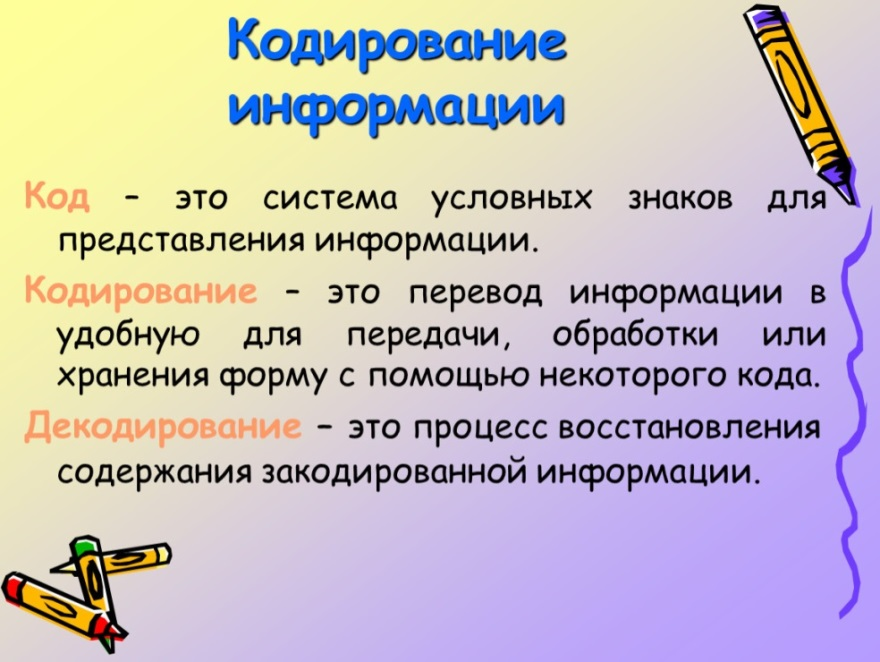 Кодирование
информации
Код – это система условных знаков для
представления информации.
Кодирование – это перевод информации в
удобную для передачи, обработки или
хранения форму с помощью некоторого кода.
Декодирование – это процесс восстановления
содержания закодированной информации.